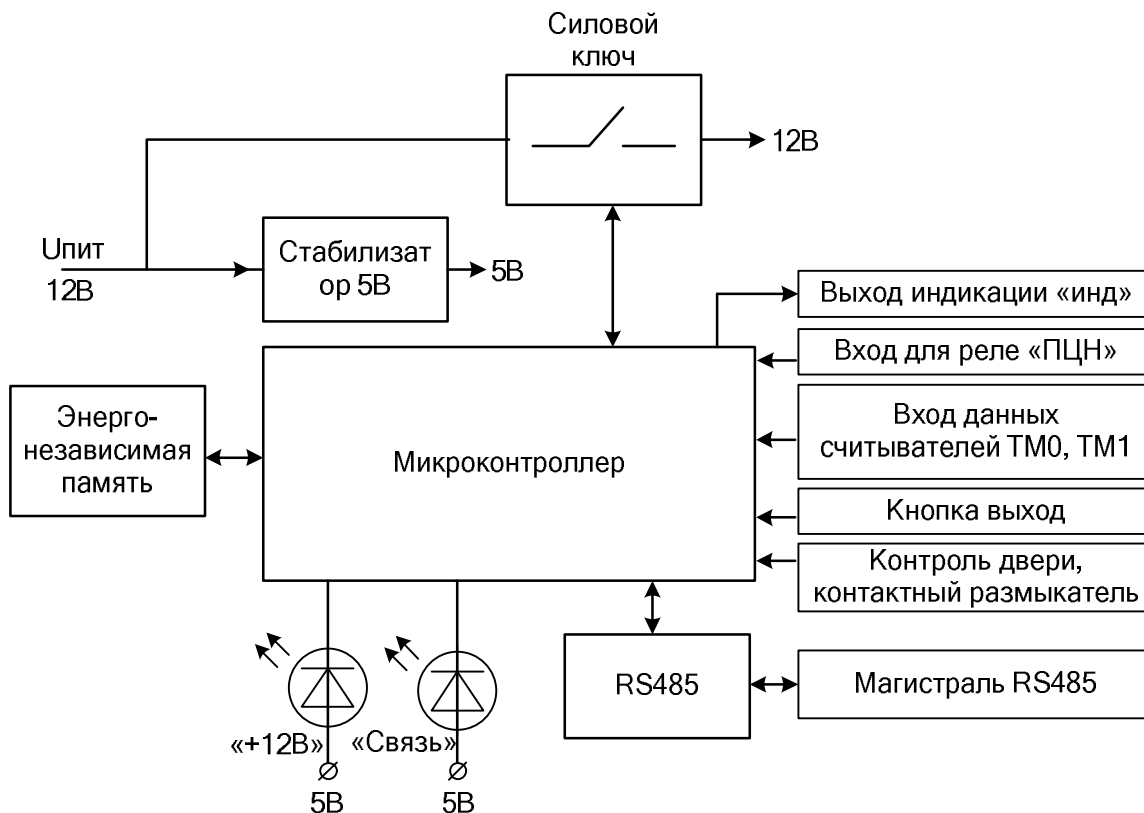 Силовой
ключ
12В
Uпит
12В
Стабилизат
ор 5В
5В
Выход индикации «инд»
Вход для реле «ПЦН»
Энерго-
независимая
память
Микроконтроллер
Вход данных
считывателей ТМ0, ТМ1
Кнопка выход
Контроль двери,
контактный размыкатель
RS485
Магистраль RS485
«+12В»
«Связь»
5В
5В